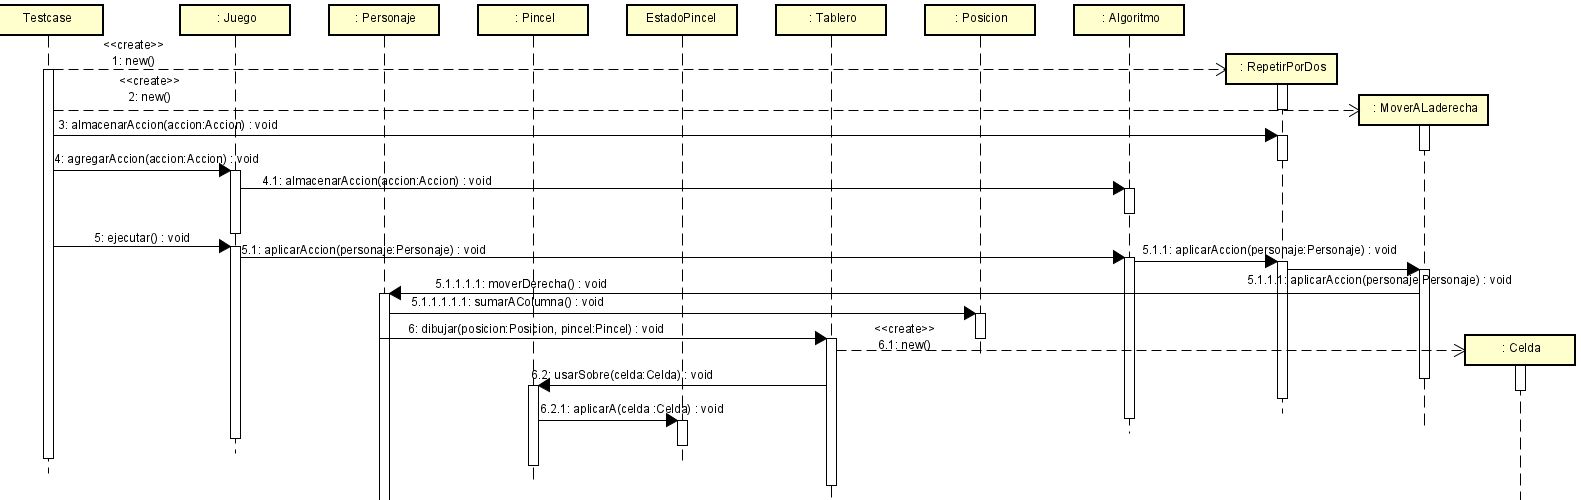 Testcase
: Juego
: Personaje
: Pincel
EstadoPincel
: Tablero
: Posicion
: Algoritmo
<<create>>
1: new()
: RepetirPorDos
<<create>>
2: new()
: MoverALaderecha
3: almacenarAccion(accion:Accion) : void
4: agregarAccion(accion:Accion) : void
4.1: almacenarAccion(accion:Accion) : void
5: ejecutar() : void
5.1: aplicarAccion(personaje:Personaje) : void
5.1.1: aplicarAccion(personaje:Personaje) : void
5.1.1.1: aplicarAccion(personaje:Personaje) : void
5.1.1.1.1: moverDerecha() : void
5.1.1.1.1.1: sumarAColumna() : void
6: dibujar(posicion:Posicion, pincel:Pincel) : void
<<create>>
6.1: new()
: Celda
6.2: usarSobre(celda:Celda) : void
6.2.1: aplicarA(celda :Celda) : void